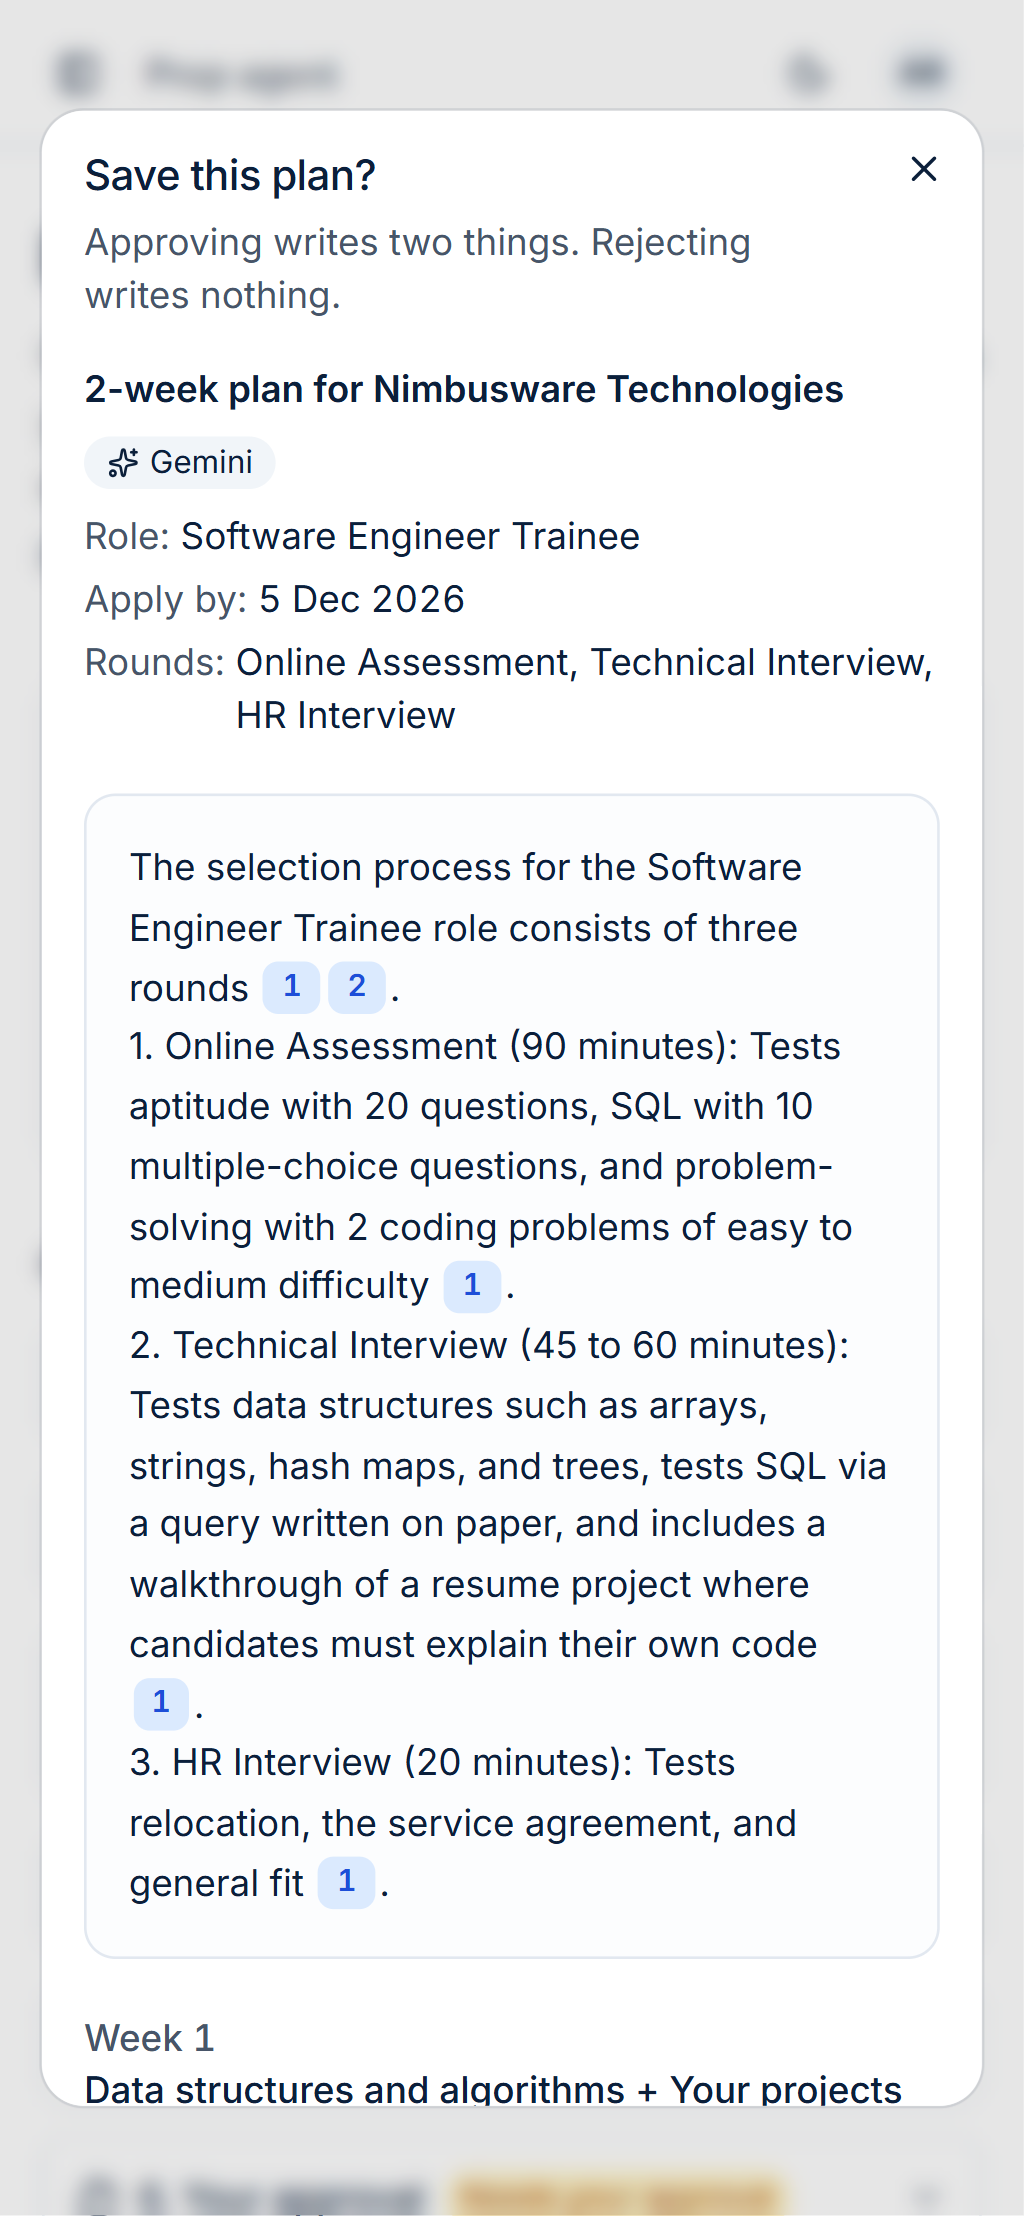 Prep agent
Save this plan?
Approving writes two things. Rejecting
writes nothing.
2-week plan for Nimbusware Technologies
Gemini
Role: Software Engineer Trainee
Apply by: 5 Dec 2026
Rounds: Online Assessment, Technical Interview,
HR Interview
The selection process for the Software
Engineer Trainee role consists of three
rounds 1 2 .
1. Online Assessment (90 minutes): Tests
aptitude with 20 questions, SQL with 10
multiple-choice questions, and problem-
solving with 2 coding problems of easy to
medium difficulty 1 .
2. Technical Interview (45 to 60 minutes):
Tests data structures such as arrays,
strings, hash maps, and trees, tests SQL via
a query written on paper, and includes a
walkthrough of a resume project where
candidates must explain their own code
1 .
3. HR Interview (20 minutes): Tests
relocation, the service agreement, and
general fit 1 .
Week 1
Data structures and algorithms + Your projects